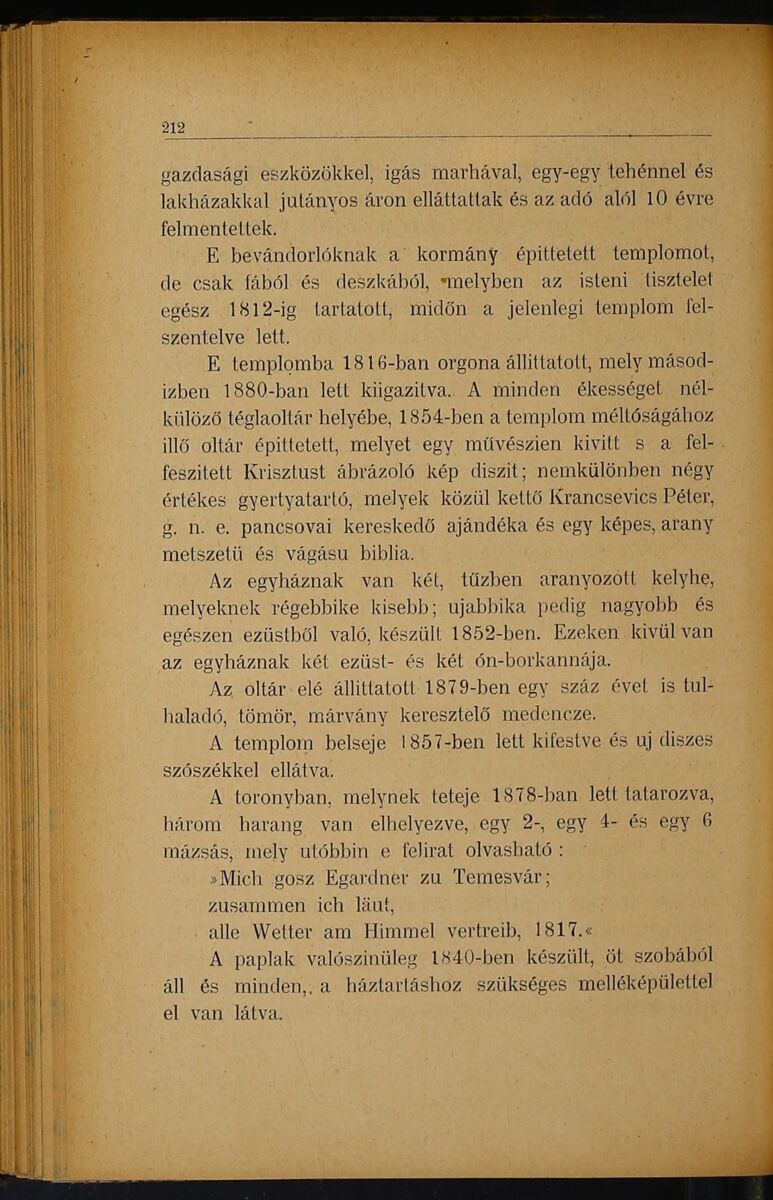 212
gazdasági eszközökkel, igás marhával, egy-egy tehénnel és
lakházakkal jutányos áron elláttattak és az adó alól 10 évre
felmentettek.
E bevándorlóknak a kormány épittetett templomot,
de csak fából és deszkából, melyben az isteni tisztelet
egész 1812-ig tartatott, midőn a jelenlegi templom fel-
szentelve lett.
E templomba 1816-ban orgona állittatott, mely másod-
izben 1880-ban lett kiigazitva. A minden ékességet nél-
külöző téglaoltár helyébe, 1854-ben a templom méltóságához
illő oltár épittetett, melyet egy művészien kivitt s a fel-
feszitett Krisztust ábrázoló kép diszit; nemkülönben négy
értékes gyertyatartó, melyek közül kettő Krancsevics Péter,
g. n. e. pancsovai kereskedő ajándéka és egy képes, arany
metszetü és vágásu biblia.
Az egyháznak van két, tűzben aranyozott kelyhe,
melyeknek régebbike kisebb; ujabbika pedig nagyobb és
egészen ezüstből való, készült 1852-ben. Ezeken kivül van
az egyháznak két ezüst- és két ón-borkannája.
Az oltár elé állittatott 1879-ben egy száz évet is tul-
haladó, tömör, márvány keresztelő medencze.
A templom belseje 1857-ben lett kifestve és uj diszes
szószékkel ellátva.
A toronyban, melynek teteje 1878-ban lett tatarozva,
három harang van elhelyezve, egy 2-, egy 4- és egy 6
mázsás, mely utóbbin e felirat olvasható :
»Mich gosz Egardner zu Temesvár;
zusammen ich läut,
alle Wetter am Himmel vertreib, 1817.«
A paplak valószinüleg 1840-ben készült, öt szobából
áll és minden,. a háztartáshoz szükséges melléképülettel
el van látva.